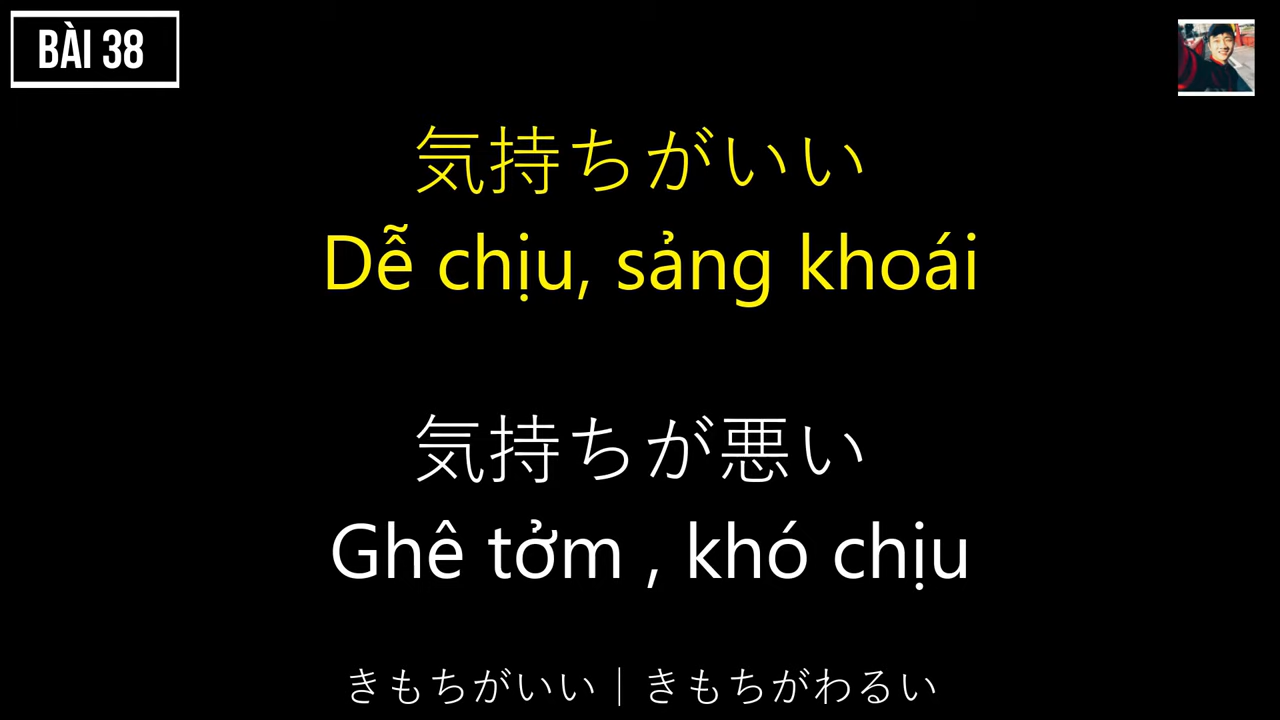 BÀI 38
気持ちがいい
Dễ chịu, sảng khoái
気持ちが悪い
Ghê tởm , khó chịu
きもちがいい｜きもちがわるい